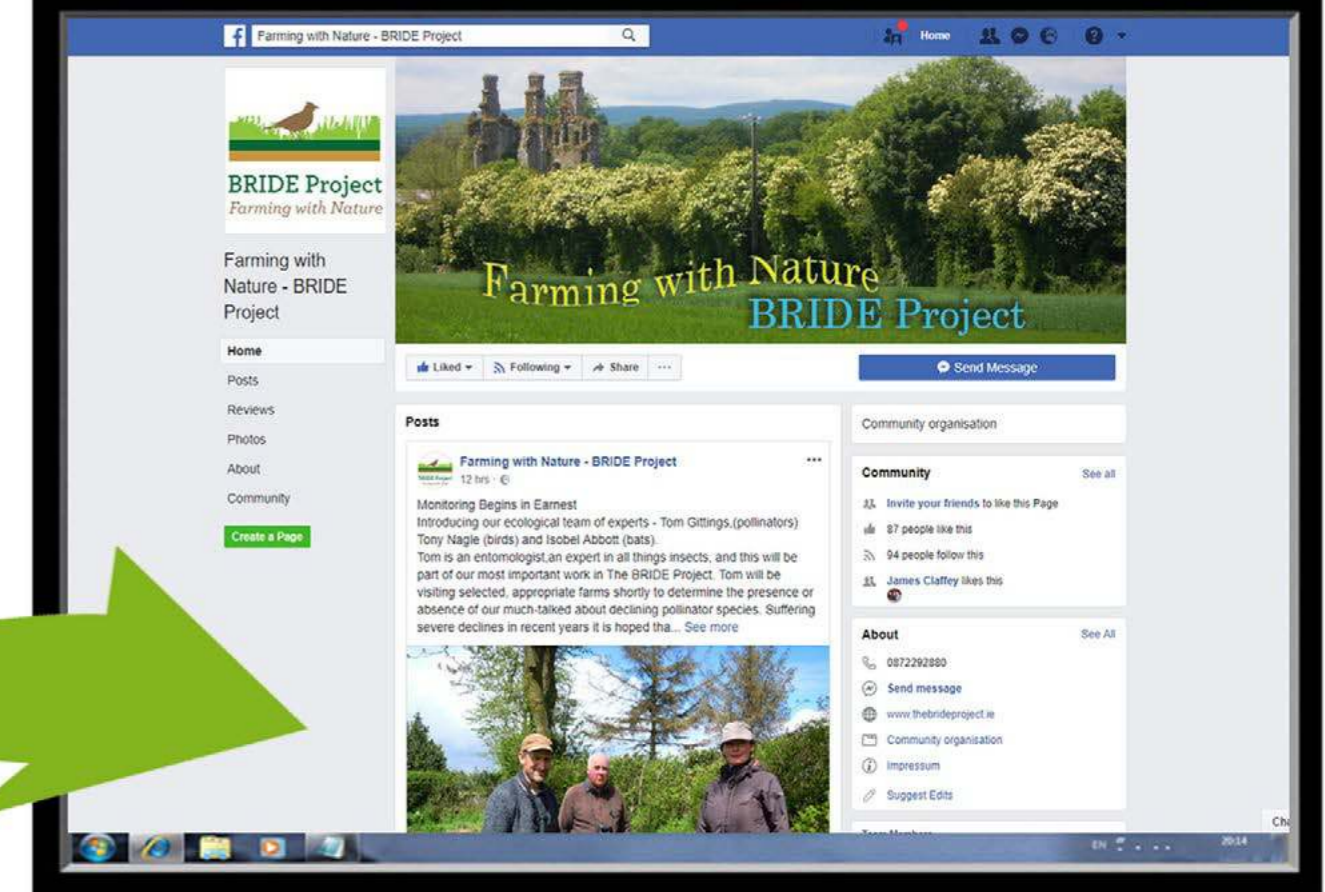 Farming with Nature - BRIDE Project
Home
BRIDE Project
Farming with Nature
Farming with
Nature - BRIDE
Project
Home
Posts
Reviews
Photos
About
Community
Create a Page
Farming with Nature
BRIDE Project
Liked
Following
Share
Send Message
Posts
Farming with Nature - BRIDE Project
12 hrs ·
Monitoring Begins in Earnest
Introducing our ecological team of experts - Tom Gittings,(pollinators)
Tony Nagle (birds) and Isobel Abbott (bats).
Tom is an entomologist,an expert in all things insects, and this will be
part of our most important work in The BRIDE Project. Tom will be
visiting selected, appropriate farms shortly to determine the presence or
absence of our much-talked about declining pollinator species. Suffering
severe declines in recent years it is hoped tha... See more
Community organisation
Community See all
Invite your friends to like this Page
87 people like this
94 people follow this
James Claffey likes this
About See All
0872292880
Send message
www.thebrideproject.ie
Community organisation
Impressum
Suggest Edits
Team Members
EN
20:14